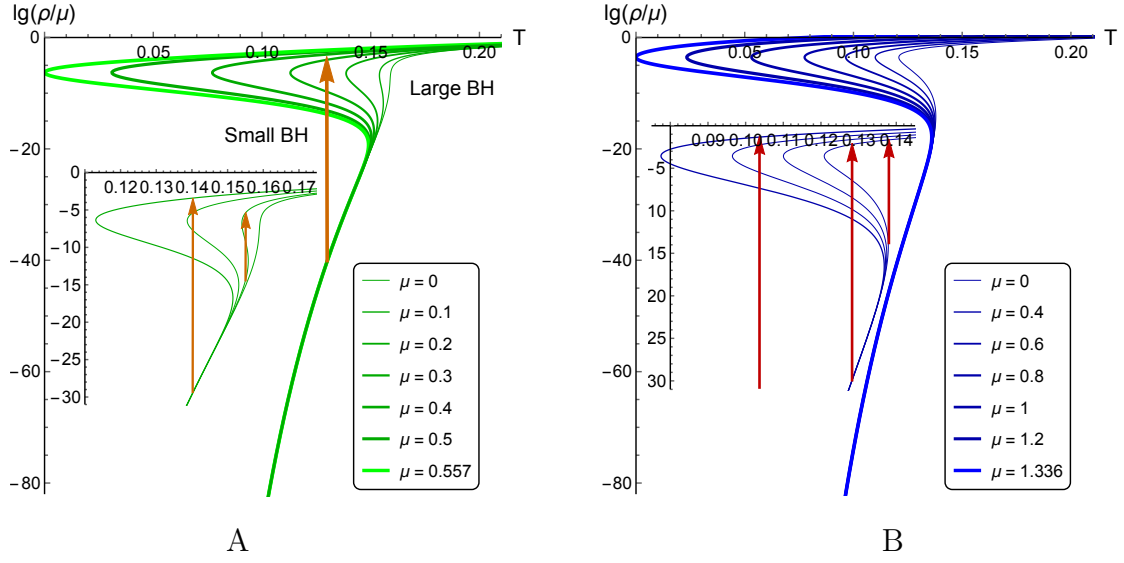 lg(ρ/μ)
T
0
0.05
0.10
0.15
0.20
−20
−40
−60
−80
Large BH
Small BH
0
0.12 0.13 0.14 0.15 0.16 0.17
−5
−10
−15
−20
−25
−30
μ = 0
μ = 0.1
μ = 0.2
μ = 0.3
μ = 0.4
μ = 0.5
μ = 0.557
A
lg(ρ/μ)
T
0
0.05
0.10
0.15
0.20
−20
−40
−60
−80
0.09 0.10 0.11 0.12 0.13 0.14
−5
10
15
20
25
30
μ = 0
μ = 0.4
μ = 0.6
μ = 0.8
μ = 1
μ = 1.2
μ = 1.336
B